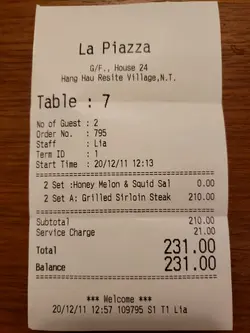 La Piazza
G/F., House 24
Hang Hau Resite Village,N.T.
Table : 7
No of Guest : 2
Order No. : 795
Staff : Lia
Term ID : 1
Start Time : 20/12/11 12:13
2 Set :Honey Melon & Squid Sal 0.00
2 Set A: Grilled Sirloin Steak 210.00
Subtotal 210.00
Service Charge 21.00
Total 231.00
Balance 231.00
*** Welcome ***
20/12/11 12:57 109795 S1 T1 Lia